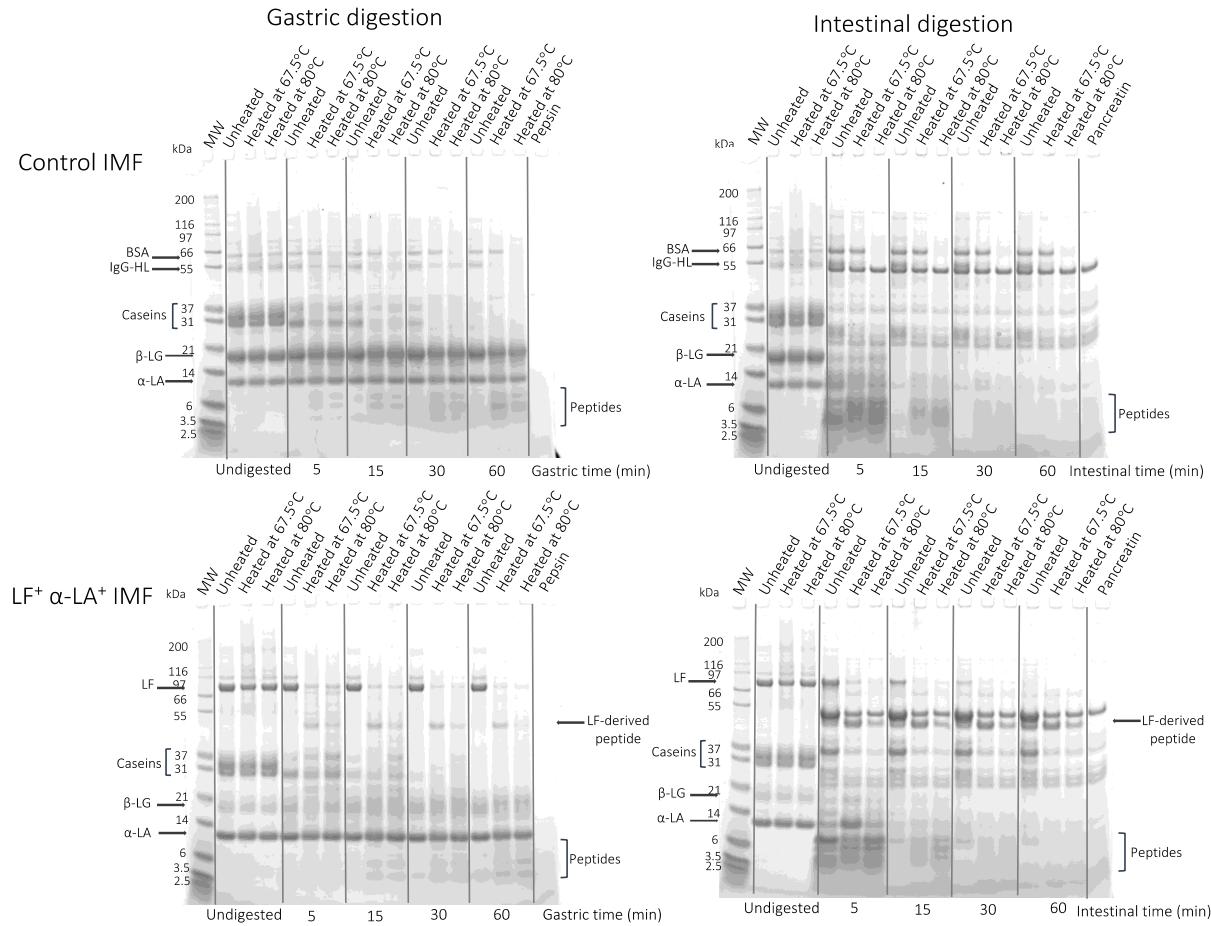 Gastric digestion
Intestinal digestion
MW
Unheated
Heated at 67.5°C
Heated at 80°C
Unheated
Heated at 67.5°C
Heated at 80°C
Unheated
Heated at 67.5°C
Heated at 80°C
Unheated
Heated at 67.5°C
Heated at 80°C
Unheated
Heated at 67.5°C
Heated at 80°C
Pepsin
MW
Unheated
Heated at 67.5°C
Heated at 80°C
Unheated
Heated at 67.5°C
Heated at 80°C
Unheated
Heated at 67.5°C
Heated at 80°C
Unheated
Heated at 67.5°C
Heated at 80°C
Unheated
Heated at 67.5°C
Heated at 80°C
Pancreatin
Control IMF
kDa
200
116
97
BSA 66
IgG-HL 55
Caseins 37
31
β-LG 21
α-LA 14
6
3.5
2.5
Peptides
Undigested 5 15 30 60 Gastric time (min)
kDa
200
116
97
BSA 66
IgG-HL 55
Caseins 37
31
β-LG 21
α-LA 14
6
3.5
2.5
Peptides
Undigested 5 15 30 60 Intestinal time (min)
MW
Unheated
Heated at 67.5°C
Heated at 80°C
Unheated
Heated at 67.5°C
Heated at 80°C
Unheated
Heated at 67.5°C
Heated at 80°C
Unheated
Heated at 67.5°C
Heated at 80°C
Unheated
Heated at 67.5°C
Heated at 80°C
Pepsin
MW
Unheated
Heated at 67.5°C
Heated at 80°C
Unheated
Heated at 67.5°C
Heated at 80°C
Unheated
Heated at 67.5°C
Heated at 80°C
Unheated
Heated at 67.5°C
Heated at 80°C
Unheated
Heated at 67.5°C
Heated at 80°C
Pancreatin
LF⁺ α-LA⁺ IMF
kDa
200
116
LF 97
66
55
Caseins 37
31
β-LG 21
α-LA 14
6
3.5
2.5
LF-derived
peptide
Peptides
Undigested 5 15 30 60 Gastric time (min)
kDa
200
116
LF 97
66
55
Caseins 37
31
β-LG 21
α-LA 14
6
3.5
2.5
LF-derived
peptide
Peptides
Undigested 5 15 30 60 Intestinal time (min)